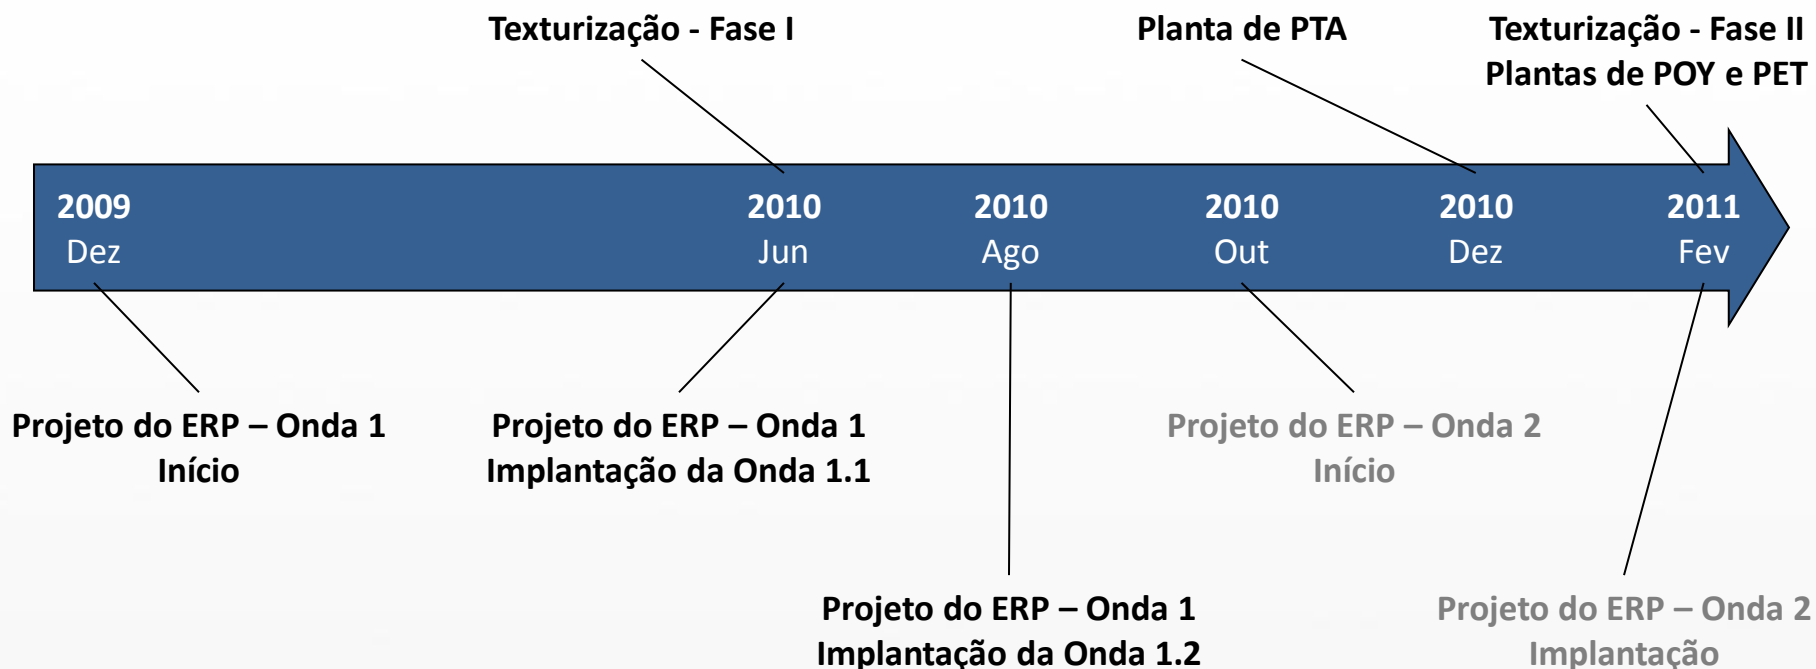 Texturização - Fase I
Planta de PTA
Texturização - Fase II
Plantas de POY e PET
2009
Dez
2010
Jun
2010
Ago
2010
Out
2010
Dez
2011
Fev
Projeto do ERP – Onda 1
Início
Projeto do ERP – Onda 1
Implantação da Onda 1.1
Projeto do ERP – Onda 2
Início
Projeto do ERP – Onda 1
Implantação da Onda 1.2
Projeto do ERP – Onda 2
Implantação